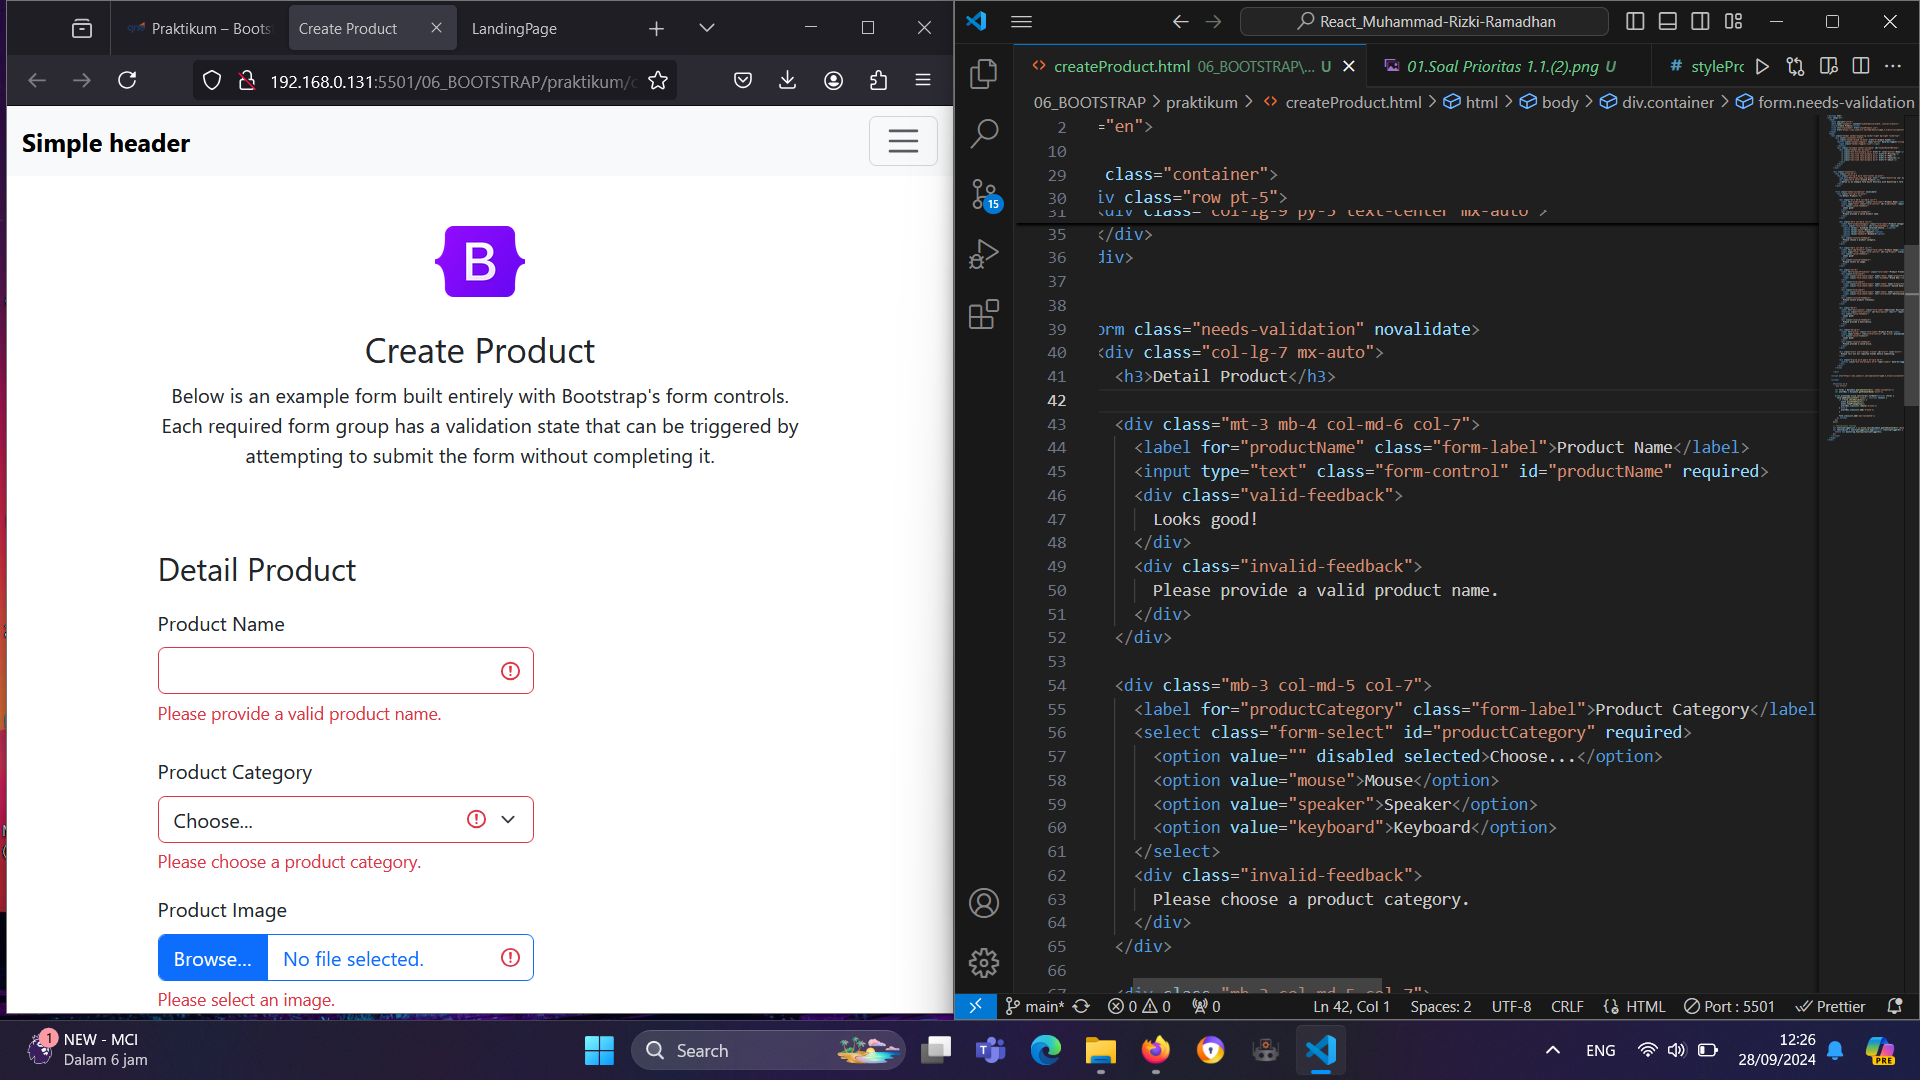 Praktikum – Boots
Create Product
LandingPage
192.168.0.131:5501/06_BOOTSTRAP/praktikum/c
Simple header
B
Create Product
Below is an example form built entirely with Bootstrap's form controls.
Each required form group has a validation state that can be triggered by
attempting to submit the form without completing it.
Detail Product
Product Name
Please provide a valid product name.
Product Category
Choose...
Please choose a product category.
Product Image
Browse... No file selected.
Please select an image.
React_Muhammad-Rizki-Ramadhan
createProduct.html 06_BOOTSTRAP\... U
01.Soal Prioritas 1.1.(2).png U
# stylePrc
06_BOOTSTRAP > praktikum > createProduct.html > html > body > div.container > form.needs-validation
15
2 ="en">
10
29 class="container">
30 iv class="row pt-5">
31 <div class="col-lg-9 py-5 text-center mx-auto">
35 </div>
36 div>
37
38
39 orm class="needs-validation" novalidate>
40 <div class="col-lg-7 mx-auto">
41 <h3>Detail Product</h3>
42
43 <div class="mt-3 mb-4 col-md-6 col-7">
44 <label for="productName" class="form-label">Product Name</label>
45 <input type="text" class="form-control" id="productName" required>
46 <div class="valid-feedback">
47 Looks good!
48 </div>
49 <div class="invalid-feedback">
50 Please provide a valid product name.
51 </div>
52 </div>
53
54 <div class="mb-3 col-md-5 col-7">
55 <label for="productCategory" class="form-label">Product Category</label
56 <select class="form-select" id="productCategory" required>
57 <option value="" disabled selected>Choose...</option>
58 <option value="mouse">Mouse</option>
59 <option value="speaker">Speaker</option>
60 <option value="keyboard">Keyboard</option>
61 </select>
62 <div class="invalid-feedback">
63 Please choose a product category.
64 </div>
65 </div>
66
67 <div class="mb-3 col-md-5 col-7">
main* 0 0 0 Ln 42, Col 1 Spaces: 2 UTF-8 CRLF HTML Port : 5501 Prettier
1
NEW - MCI
Dalam 6 jam
Search
ENG
12:26
28/09/2024
PRE